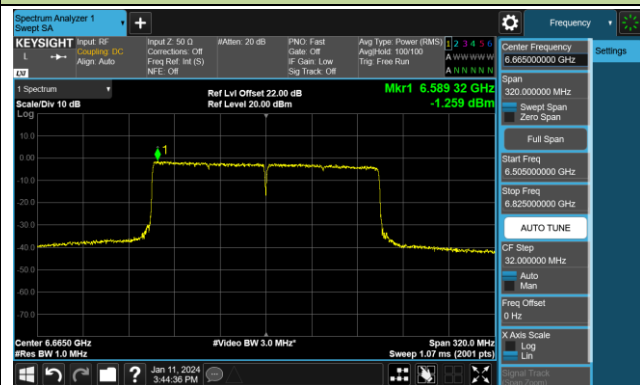 Spectrum Analyzer 1
Swept SA
+
Frequency
KEYSIGHT Input: RF Input Z: 50 Ω #Atten: 20 dB PNO: Fast Avg Type: Power (RMS) 1 2 3 4 5 6
L Coupling: DC Corrections: Off Gate: Off Avg|Hold: 100/100 A W W W W W
Align: Auto Freq Ref: Int (S) IF Gain: Low Trig: Free Run
LXI NFE: Off Sig Track: Off A N N N N N
1 Spectrum
Scale/Div 10 dB
Ref Lvl Offset 22.00 dB
Ref Level 20.00 dBm
Mkr1 6.589 32 GHz
-1.259 dBm
Log
10.0
0.00
-10.0
-20.0
-30.0
-40.0
-50.0
-60.0
-70.0
1
Center 6.6650 GHz
#Res BW 1.0 MHz
#Video BW 3.0 MHz*
Span 320.0 MHz
Sweep 1.07 ms (2001 pts)
Jan 11, 2024
3:44:36 PM
Center Frequency
6.665000000 GHz
Settings
Span
320.000000 MHz
Swept Span
Zero Span
Full Span
Start Freq
6.505000000 GHz
Stop Freq
6.825000000 GHz
AUTO TUNE
CF Step
32.000000 MHz
Auto
Man
Freq Offset
0 Hz
X Axis Scale
Log
Lin
Signal Track
(Span Zoom)